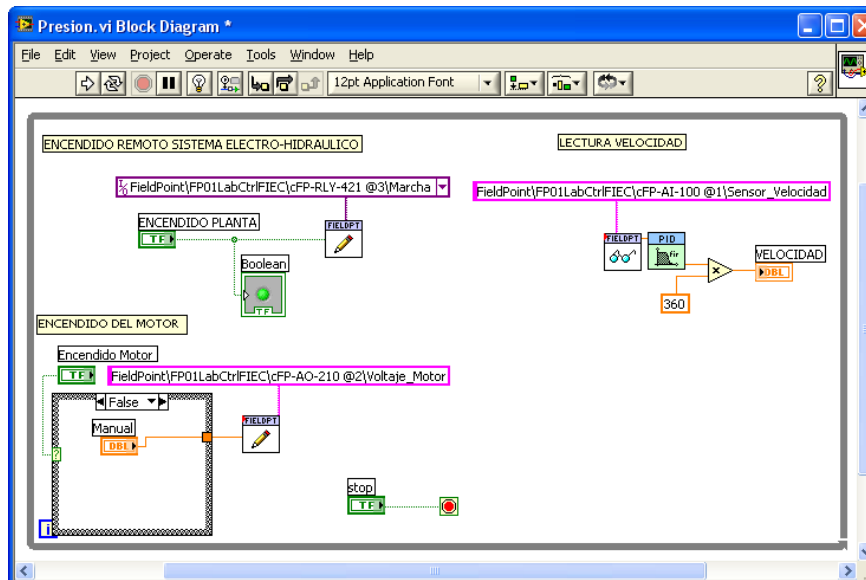 Presion.vi Block Diagram *
File Edit View Project Operate Tools Window Help
12pt Application Font
?
ENCENDIDO REMOTO SISTEMA ELECTRO-HIDRAULICO
LECTURA VELOCIDAD
I/O FieldPoint\FP01LabCtrlFIEC\cFP-RLY-421 @3\Marcha
FieldPoint\FP01LabCtrlFIEC\cFP-AI-100 @1\Sensor_Velocidad
ENCENDIDO PLANTA
TF
FIELDPT
FIELDPT
PID
fir
x
VELOCIDAD
DBL
Boolean
TF
360
ENCENDIDO DEL MOTOR
Encendido Motor
TF
FieldPoint\FP01LabCtrlFIEC\cFP-AO-210 @2\Voltaje_Motor
False
FIELDPT
Manual
DBL
?
stop
TF
i